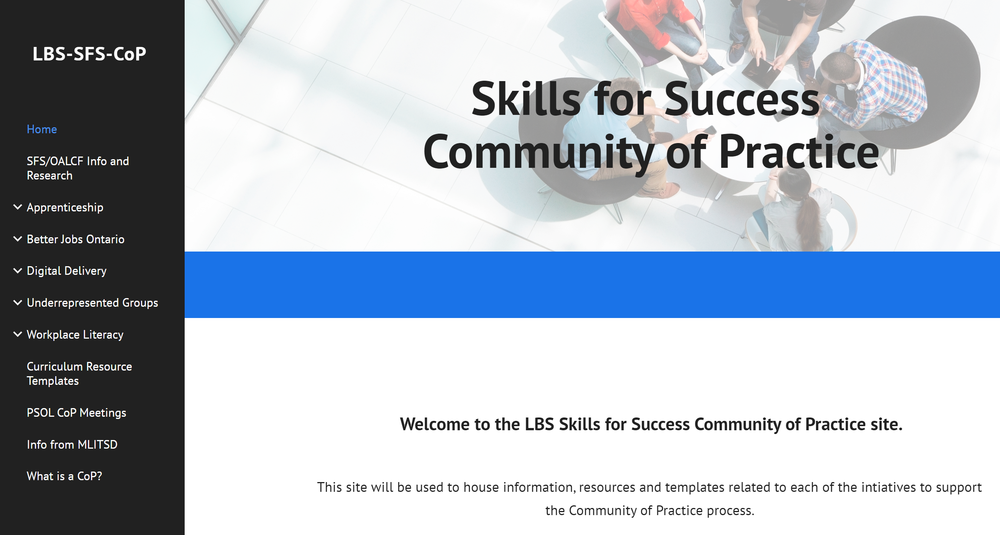 LBS-SFS-CoP
Home
SFS/OALCF Info and
Research
Apprenticeship
Better Jobs Ontario
Digital Delivery
Underrepresented Groups
Workplace Literacy
Curriculum Resource
Templates
PSOL CoP Meetings
Info from MLITSD
What is a CoP?
Skills for Success
Community of Practice
Welcome to the LBS Skills for Success Community of Practice site.
This site will be used to house information, resources and templates related to each of the intiatives to support
the Community of Practice process.